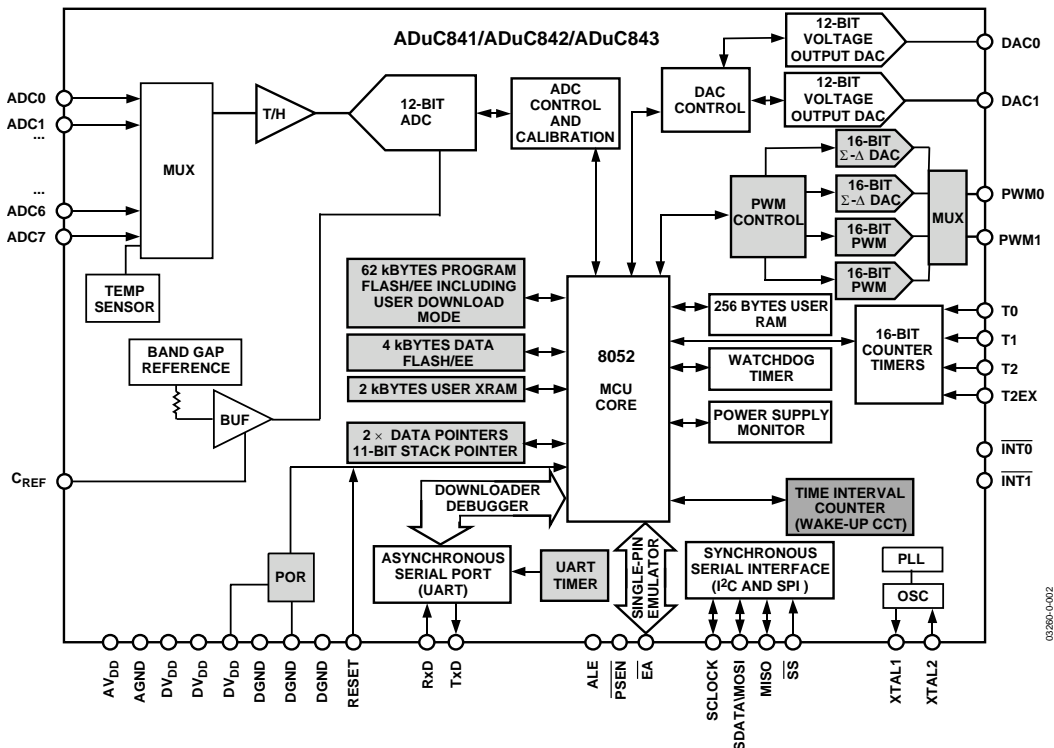 ADuC841/ADuC842/ADuC843
ADC0
ADC1
...
...
ADC6
ADC7
MUX
T/H
12-BIT
ADC
ADC
CONTROL
AND
CALIBRATION
DAC
CONTROL
12-BIT
VOLTAGE
OUTPUT DAC
DAC0
12-BIT
VOLTAGE
OUTPUT DAC
DAC1
PWM
CONTROL
16-BIT
Σ-Δ DAC
16-BIT
Σ-Δ DAC
16-BIT
PWM
16-BIT
PWM
MUX
PWM0
PWM1
TEMP
SENSOR
BAND GAP
REFERENCE
BUF
CREF
62 kBYTES PROGRAM
FLASH/EE INCLUDING
USER DOWNLOAD
MODE
4 kBYTES DATA
FLASH/EE
2 kBYTES USER XRAM
2 × DATA POINTERS
11-BIT STACK POINTER
8052
MCU
CORE
256 BYTES USER
RAM
WATCHDOG
TIMER
POWER SUPPLY
MONITOR
16-BIT
COUNTER
TIMERS
T0
T1
T2
T2EX
INT0
INT1
TIME INTERVAL
COUNTER
(WAKE-UP CCT)
DOWNLOADER
DEBUGGER
POR
ASYNCHRONOUS
SERIAL PORT
(UART)
UART
TIMER
SINGLE-PIN
EMULATOR
SYNCHRONOUS
SERIAL INTERFACE
(I2C AND SPI )
PLL
OSC
AVDD
AGND
DVDD
DVDD
DVDD
DGND
DGND
DGND
RESET
RxD
TxD
ALE
PSEN
EA
SCLOCK
SDATA\MOSI
MISO
SS
XTAL1
XTAL2
03260-0-002